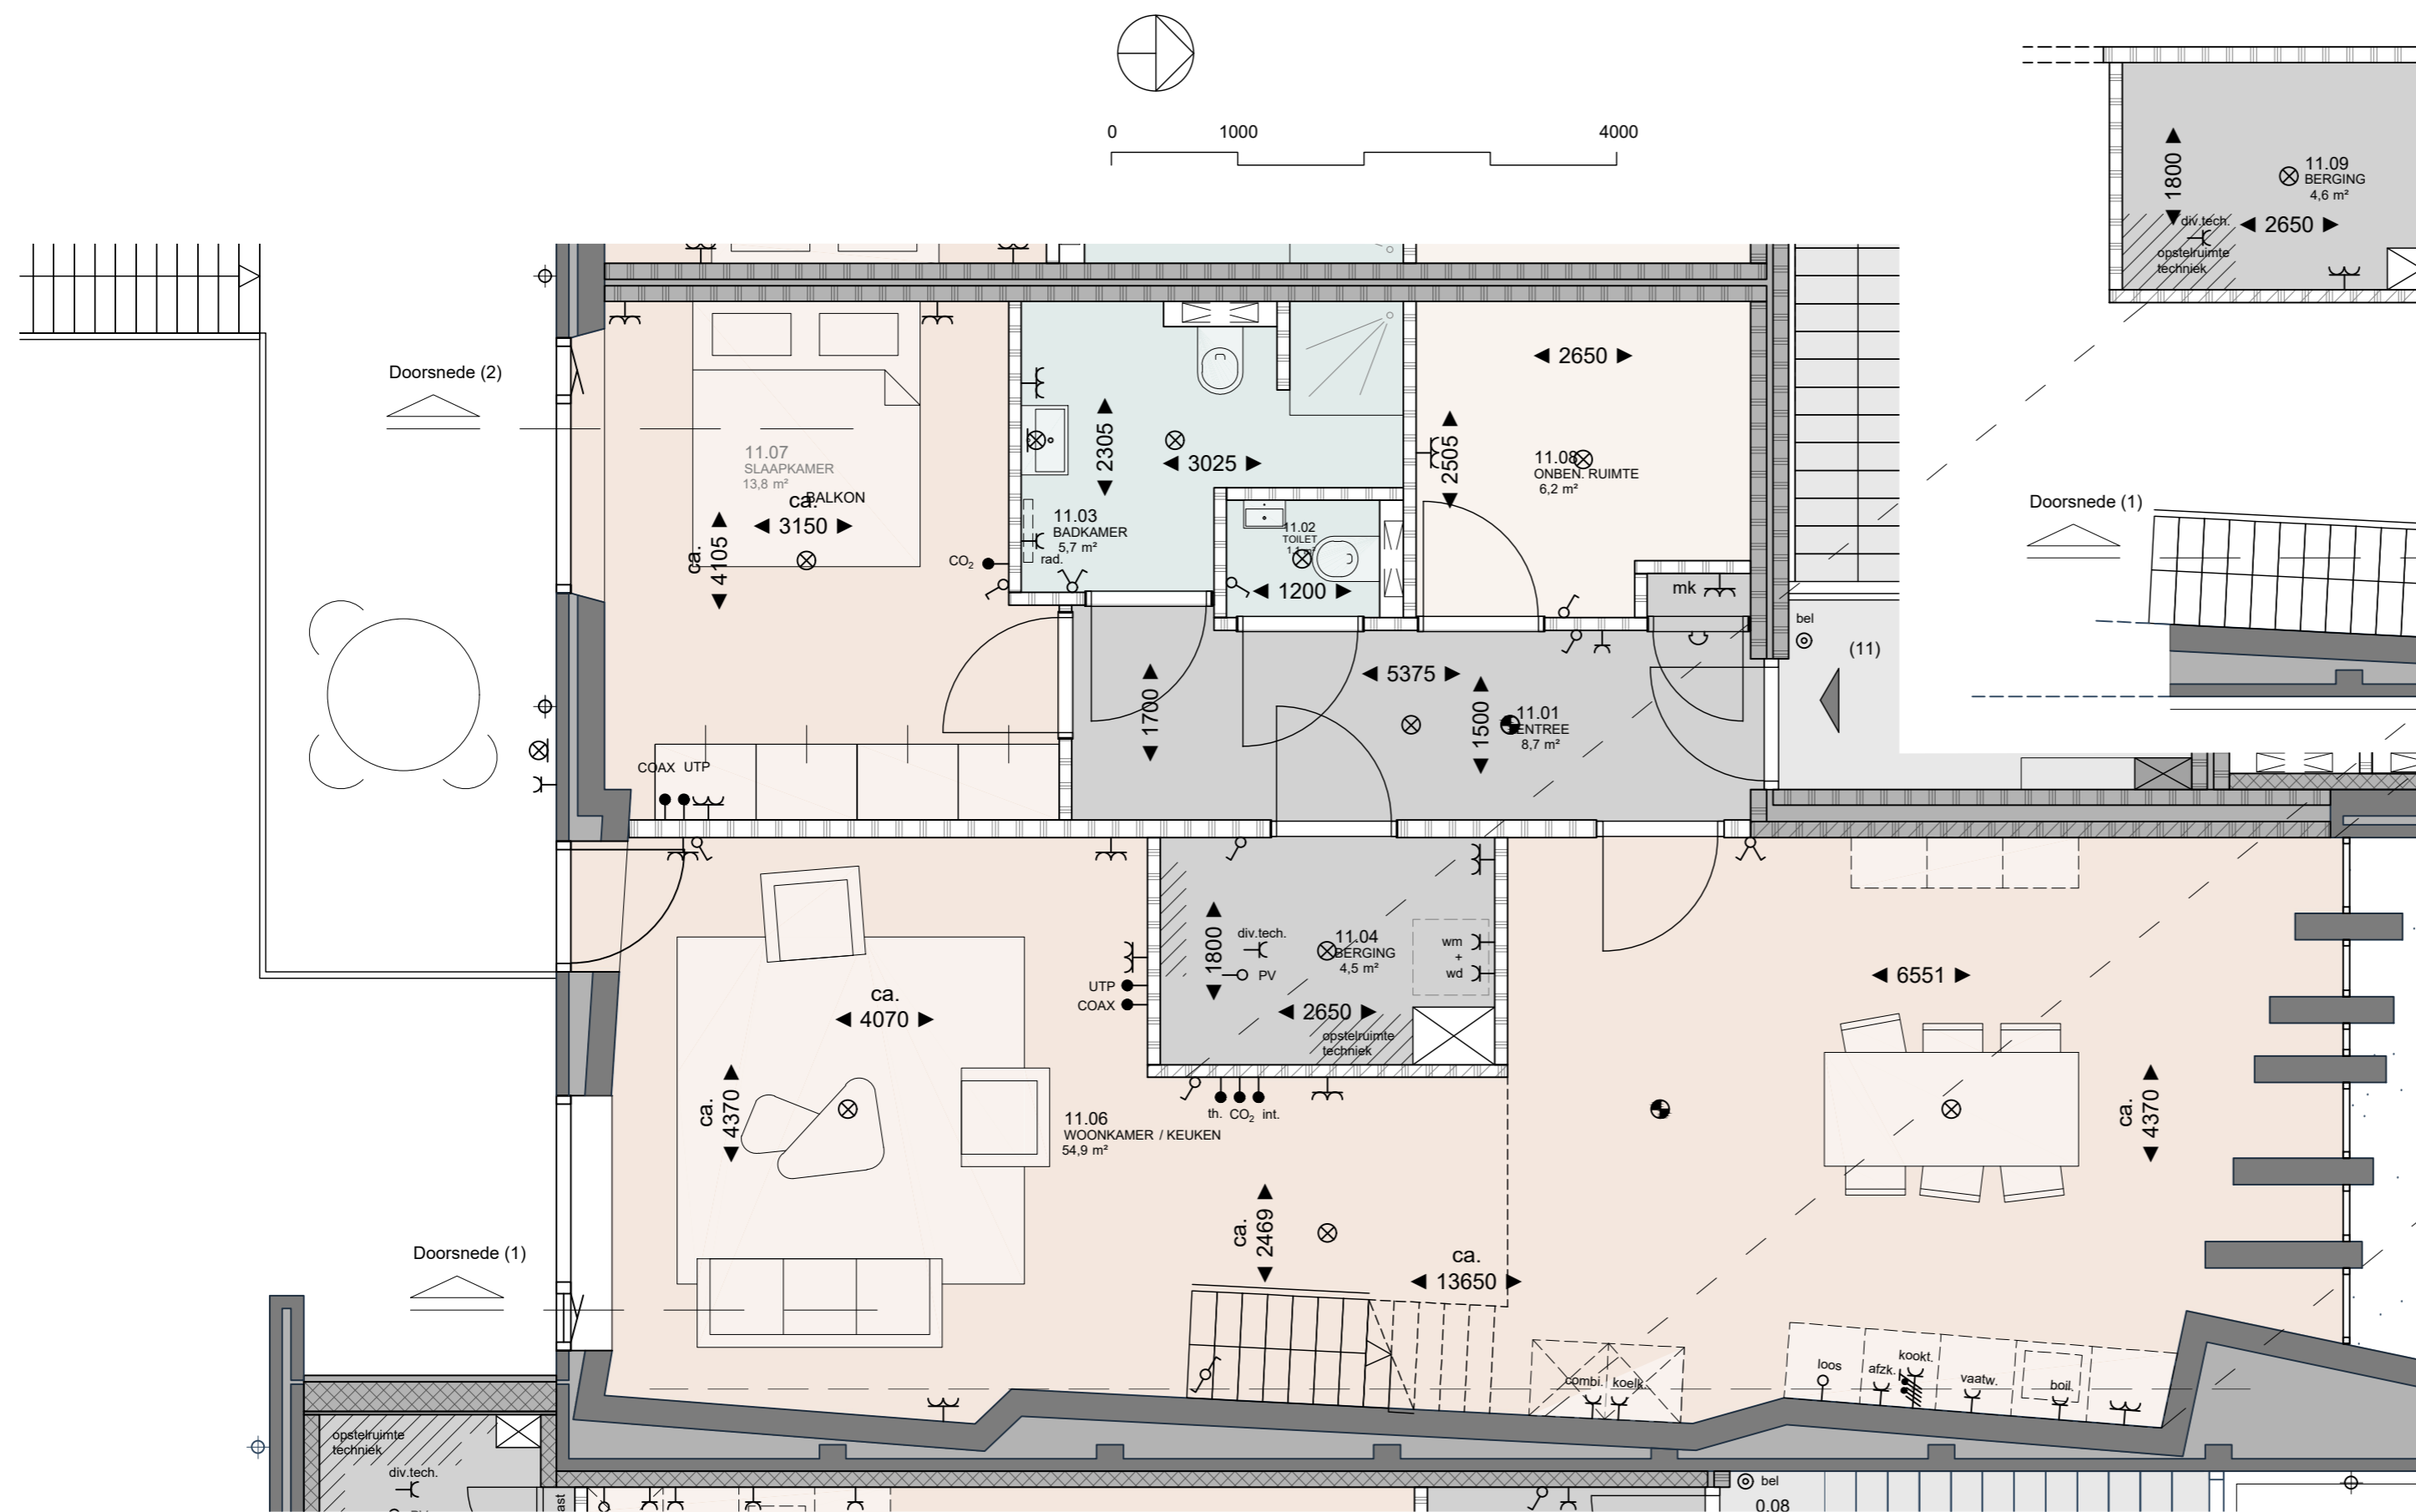 0 1000 4000
1800
11.09
BERGING
4,6 m²
div.tech.
2650
opstelruimte
techniek
Doorsnede (2)
2650
11.07
SLAAPKAMER
13,8 m²
BALKON
ca.
3150
ca.
4105
2305
3025
2505
11.08
ONBEN. RUIMTE
6,2 m²
Doorsnede (1)
11.03
BADKAMER
5,7 m²
rad.
CO2
11.02
TOILET
1200
mk
bel
(11)
1700
5375
1500
11.01
ENTREE
8,7 m²
COAX UTP
1800
div.tech.
PV
11.04
BERGING
4,5 m²
wm
+
wd
UTP
COAX
2650
opstelruimte
techniek
6551
ca.
4070
ca.
4370
th. CO2 int.
11.06
WOONKAMER / KEUKEN
54,9 m²
ca.
4370
ca.
2469
ca.
13650
Doorsnede (1)
combi. koelk.
loos
afzk.
kookt.
vaatw.
boil.
opstelruimte
techniek
div.tech.
bel
0.08